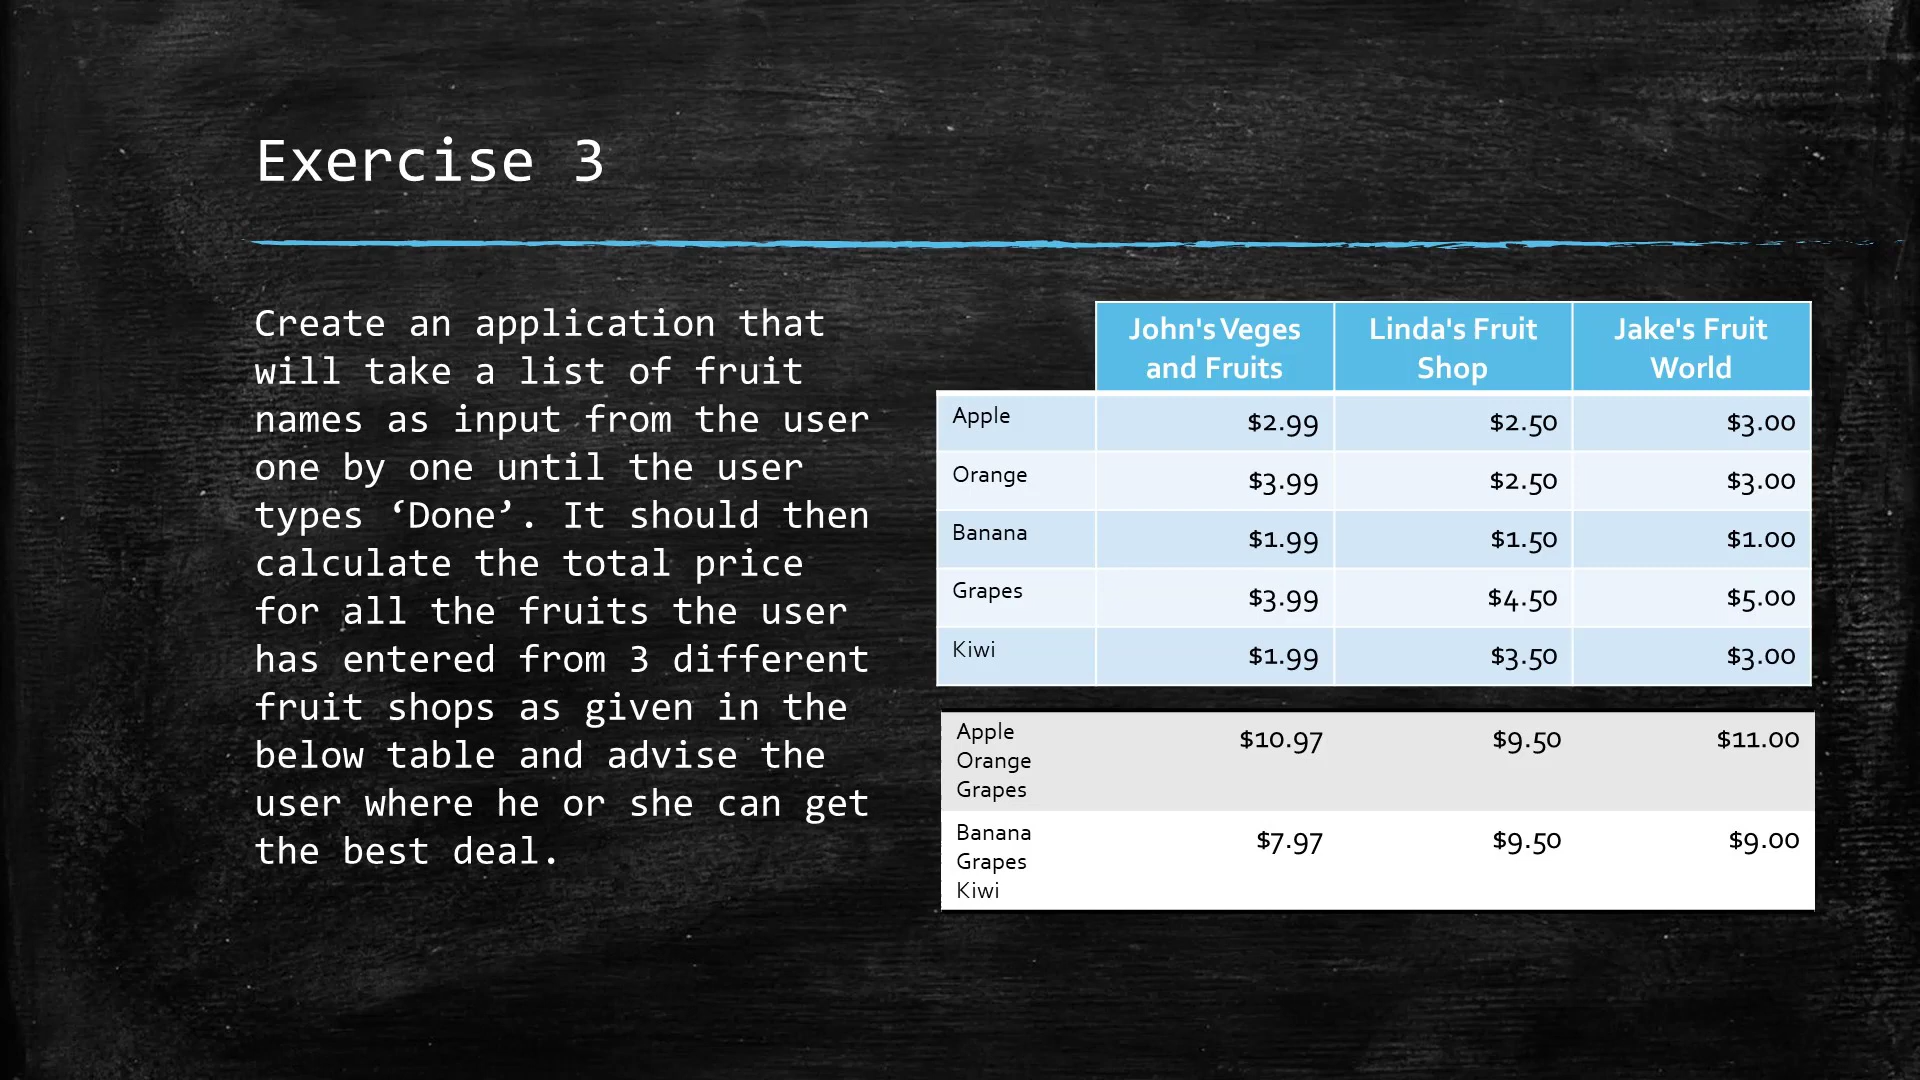 Exercise 3
Create an application that
will take a list of fruit
names as input from the user
one by one until the user
types ‘Done’. It should then
calculate the total price
for all the fruits the user
has entered from 3 different
fruit shops as given in the
below table and advise the
user where he or she can get
the best deal.
John's Veges and Fruits Linda's Fruit Shop Jake's Fruit World
Apple $2.99 $2.50 $3.00
Orange $3.99 $2.50 $3.00
Banana $1.99 $1.50 $1.00
Grapes $3.99 $4.50 $5.00
Kiwi $1.99 $3.50 $3.00
Apple $10.97 $9.50 $11.00
Orange
Grapes
Banana $7.97 $9.50 $9.00
Grapes
Kiwi